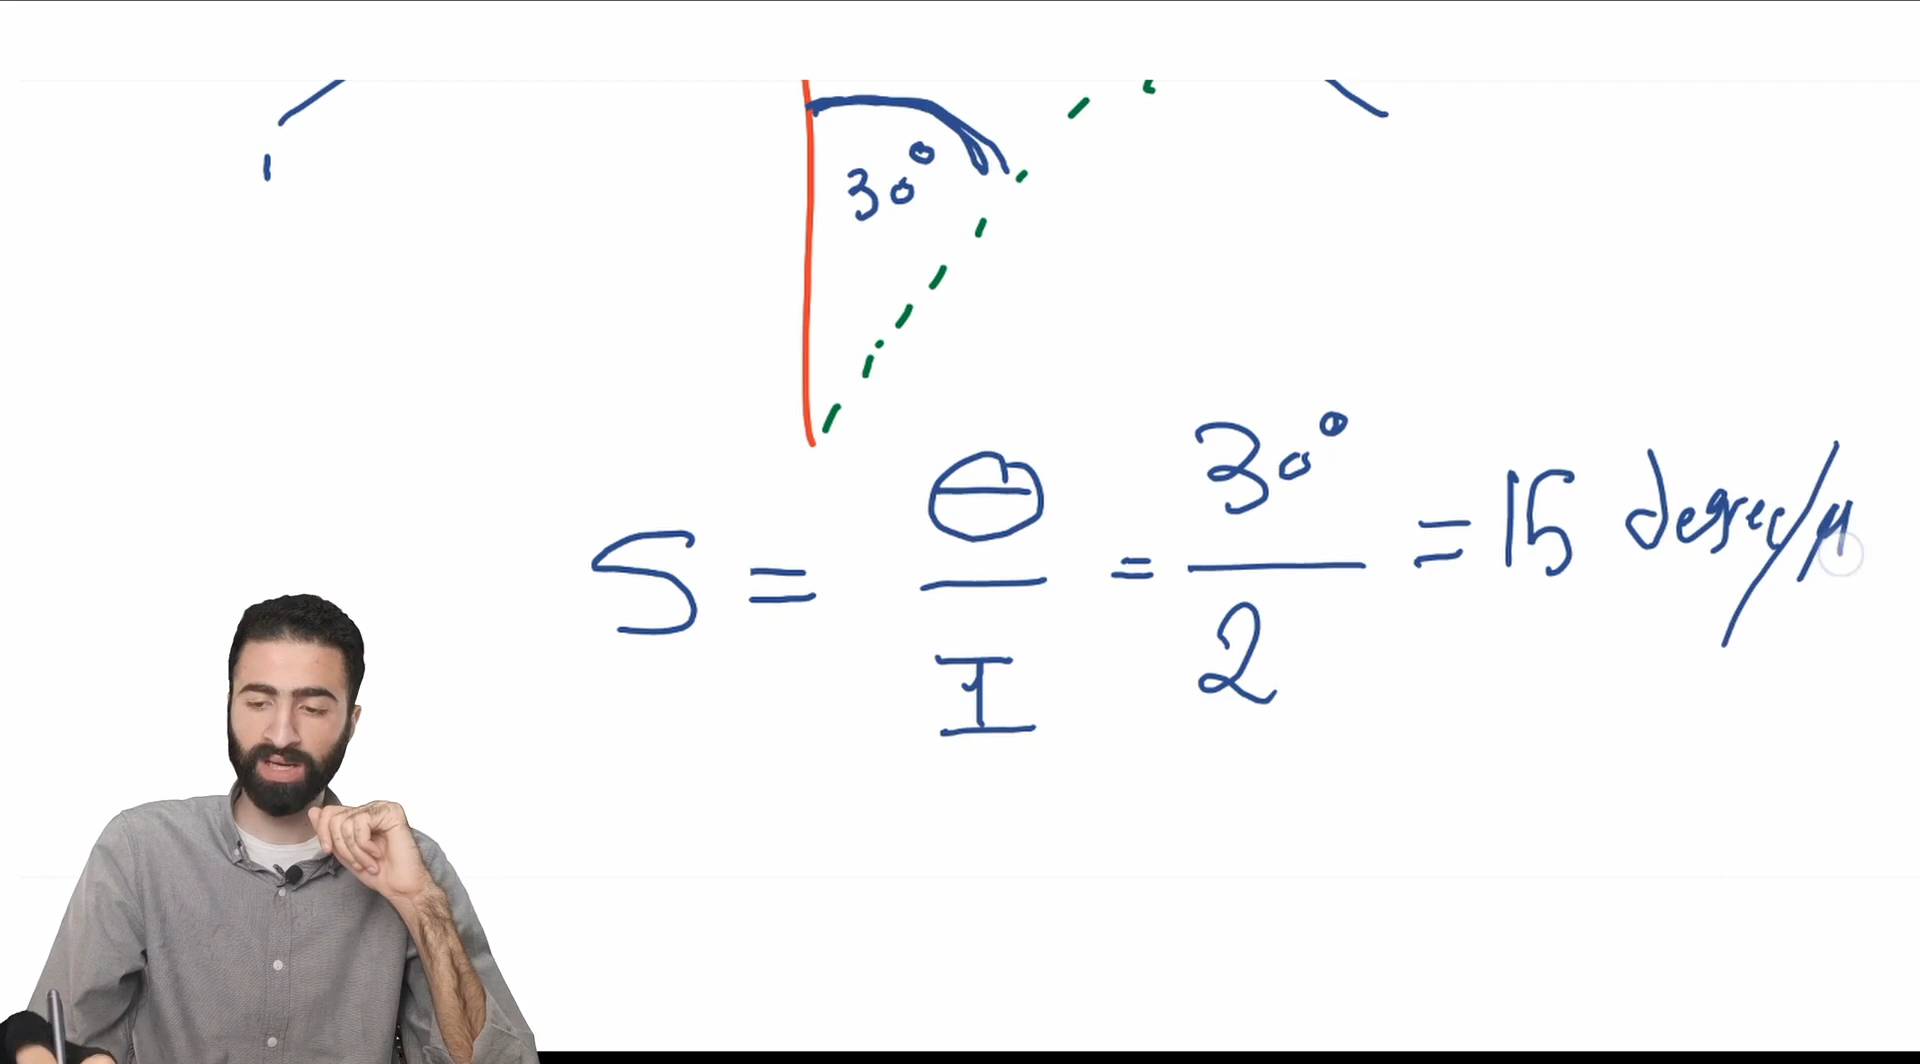 30°
S = θ/I = 30°/2 = 15 degree/μ